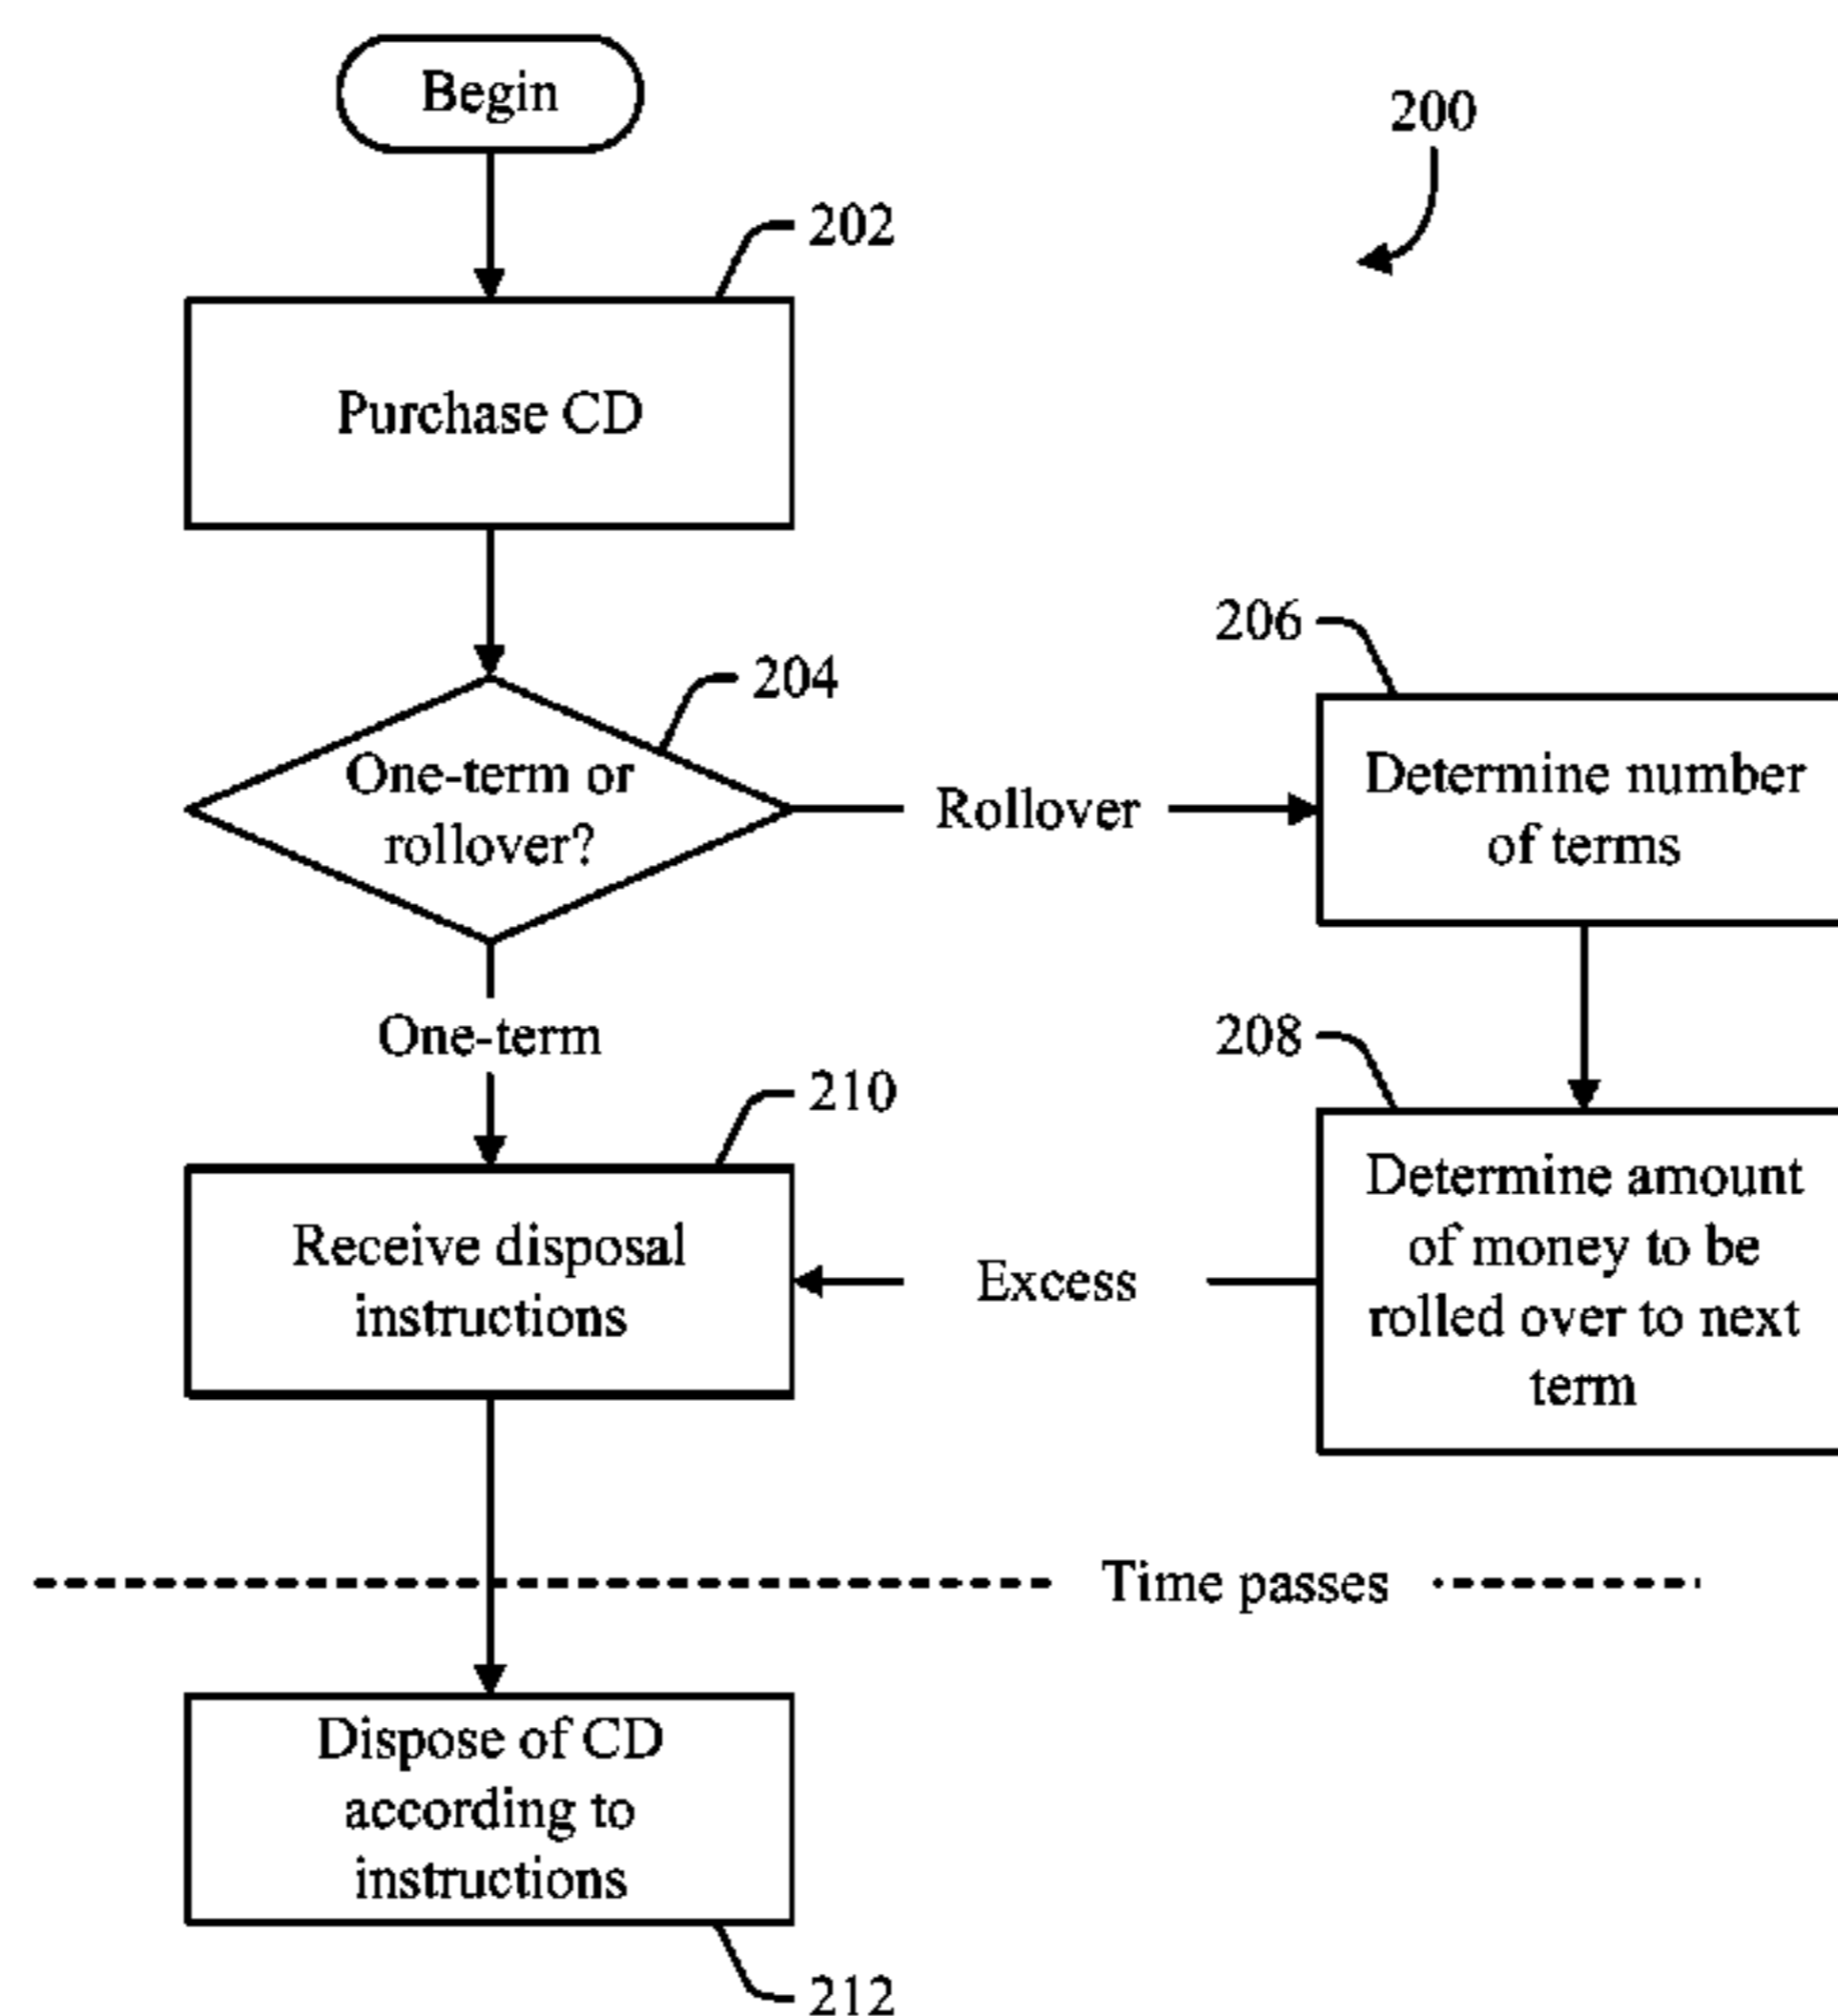 Begin
200
202
Purchase CD
204
One-term or
rollover?
Rollover
206
Determine number
of terms
One-term
208
Determine amount
of money to be
rolled over to next
term
210
Receive disposal
instructions
Excess
Time passes
Dispose of CD
according to
instructions
212